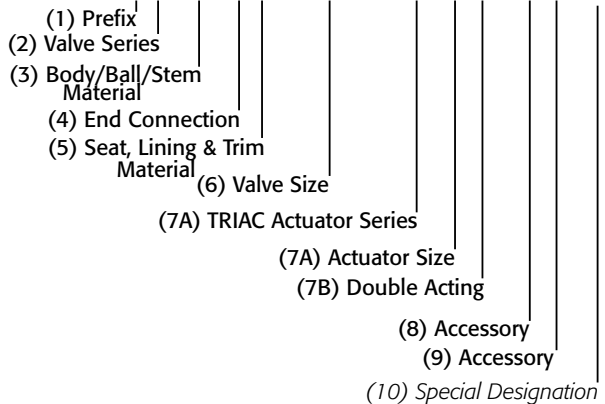 (1) Prefix
(2) Valve Series
(3) Body/Ball/Stem
Material
(4) End Connection
(5) Seat, Lining & Trim
Material
(6) Valve Size
(7A) TRIAC Actuator Series
(7A) Actuator Size
(7B) Double Acting
(8) Accessory
(9) Accessory
(10) Special Designation